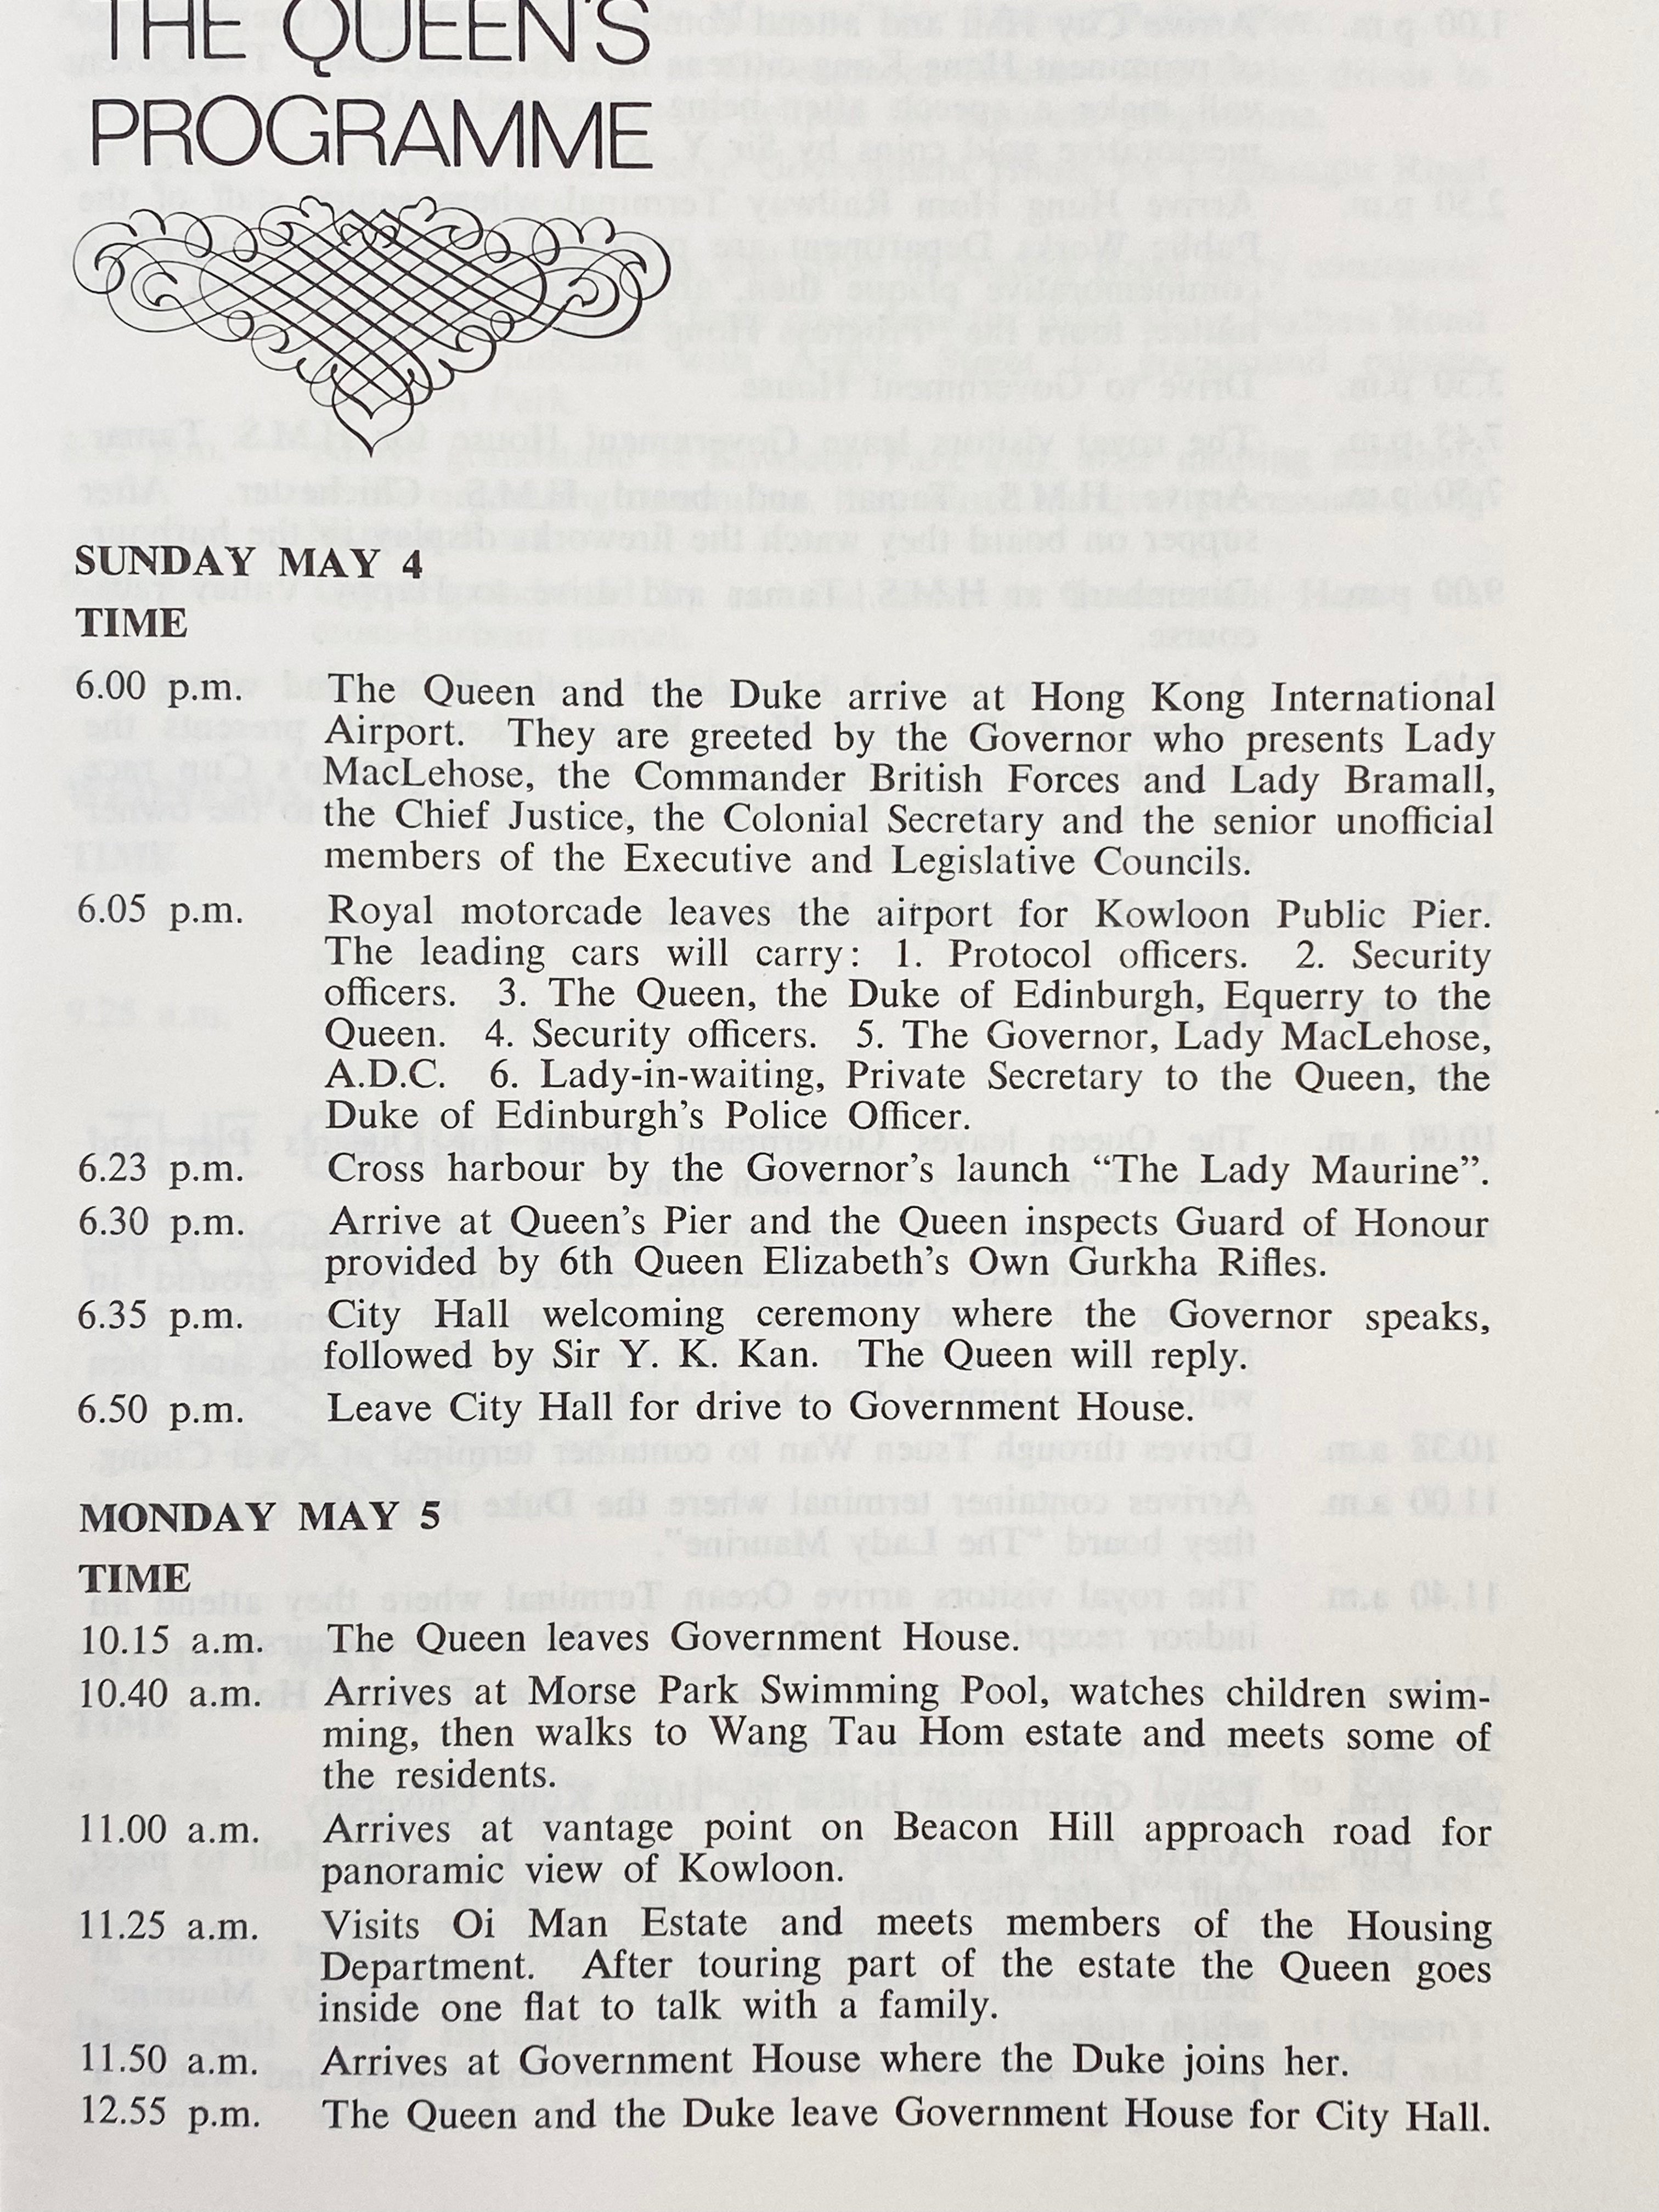 THE QUEEN'S
PROGRAMME
SUNDAY MAY 4
TIME
6.00 p.m. The Queen and the Duke arrive at Hong Kong International
Airport. They are greeted by the Governor who presents Lady
MacLehose, the Commander British Forces and Lady Bramall,
the Chief Justice, the Colonial Secretary and the senior unofficial
members of the Executive and Legislative Councils.
6.05 p.m. Royal motorcade leaves the airport for Kowloon Public Pier.
The leading cars will carry: 1. Protocol officers. 2. Security
officers. 3. The Queen, the Duke of Edinburgh, Equerry to the
Queen. 4. Security officers. 5. The Governor, Lady MacLehose,
A.D.C. 6. Lady-in-waiting, Private Secretary to the Queen, the
Duke of Edinburgh's Police Officer.
6.23 p.m. Cross harbour by the Governor's launch “The Lady Maurine”.
6.30 p.m. Arrive at Queen's Pier and the Queen inspects Guard of Honour
provided by 6th Queen Elizabeth's Own Gurkha Rifles.
6.35 p.m. City Hall welcoming ceremony where the Governor speaks,
followed by Sir Y. K. Kan. The Queen will reply.
6.50 p.m. Leave City Hall for drive to Government House.
MONDAY MAY 5
TIME
10.15 a.m. The Queen leaves Government House.
10.40 a.m. Arrives at Morse Park Swimming Pool, watches children swim-
ming, then walks to Wang Tau Hom estate and meets some of
the residents.
11.00 a.m. Arrives at vantage point on Beacon Hill approach road for
panoramic view of Kowloon.
11.25 a.m. Visits Oi Man Estate and meets members of the Housing
Department. After touring part of the estate the Queen goes
inside one flat to talk with a family.
11.50 a.m. Arrives at Government House where the Duke joins her.
12.55 p.m. The Queen and the Duke leave Government House for City Hall.